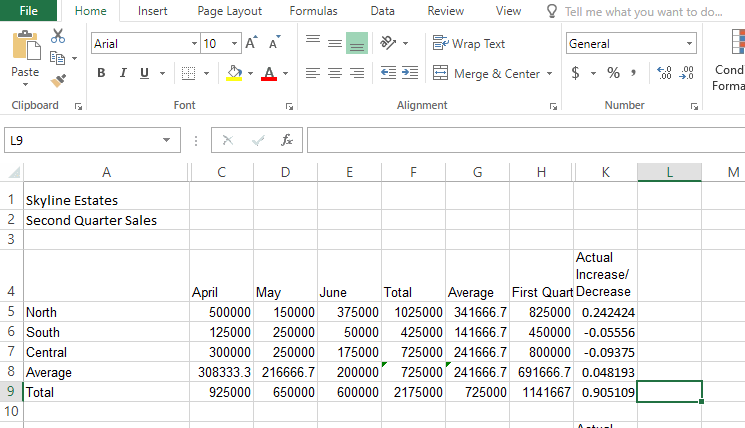 File Home Insert Page Layout Formulas Data Review View Tell me what you want to do...
Arial 10 A A Wrap Text General
Paste B I U A Merge & Center $ % , .00 .0 Cond
Forma
Clipboard Font Alignment Number
L9 fx
A C D E F G H K L M
1 Skyline Estates
2 Second Quarter Sales
3
Actual
Increase/
4 April May June Total Average First Quart Decrease
5 North 500000 150000 375000 1025000 341666.7 825000 0.242424
6 South 125000 250000 50000 425000 141666.7 450000 -0.05556
7 Central 300000 250000 175000 725000 241666.7 800000 -0.09375
8 Average 308333.3 216666.7 200000 725000 241666.7 691666.7 0.048193
9 Total 925000 650000 600000 2175000 725000 1141667 0.905109
10